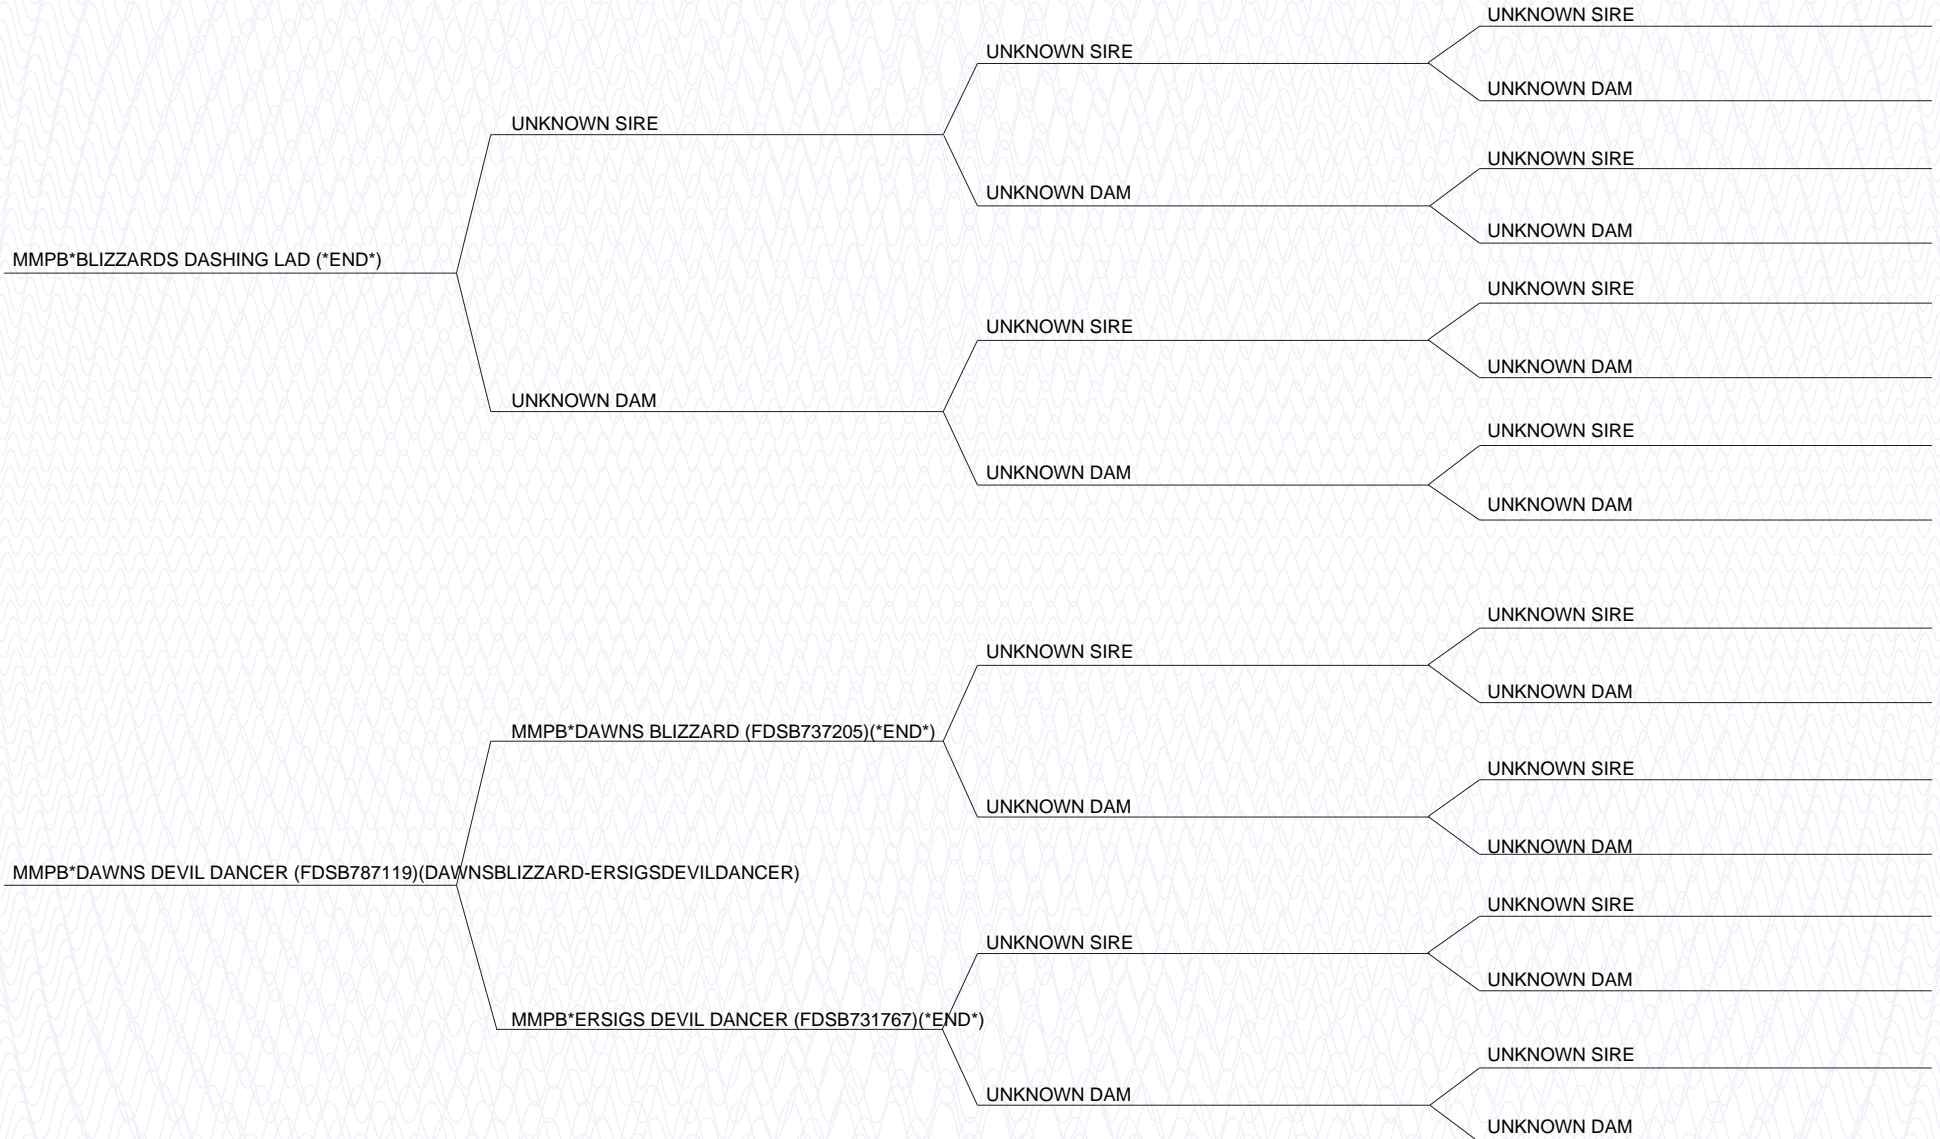 UNKNOWN SIRE
UNKNOWN SIRE
UNKNOWN DAM
UNKNOWN SIRE
UNKNOWN SIRE
UNKNOWN DAM
UNKNOWN DAM
MMPB*BLIZZARDS DASHING LAD (*END*)
UNKNOWN SIRE
UNKNOWN SIRE
UNKNOWN DAM
UNKNOWN DAM
UNKNOWN SIRE
UNKNOWN DAM
UNKNOWN DAM
UNKNOWN SIRE
UNKNOWN SIRE
UNKNOWN DAM
MMPB*DAWNS BLIZZARD (FDSB737205)(*END*)
UNKNOWN SIRE
UNKNOWN DAM
UNKNOWN DAM
MMPB*DAWNS DEVIL DANCER (FDSB787119)(DAWNSBLIZZARD-ERSIGSDEVILDANCER)
UNKNOWN SIRE
UNKNOWN SIRE
UNKNOWN DAM
MMPB*ERSIGS DEVIL DANCER (FDSB731767)(*END*)
UNKNOWN SIRE
UNKNOWN DAM
UNKNOWN DAM